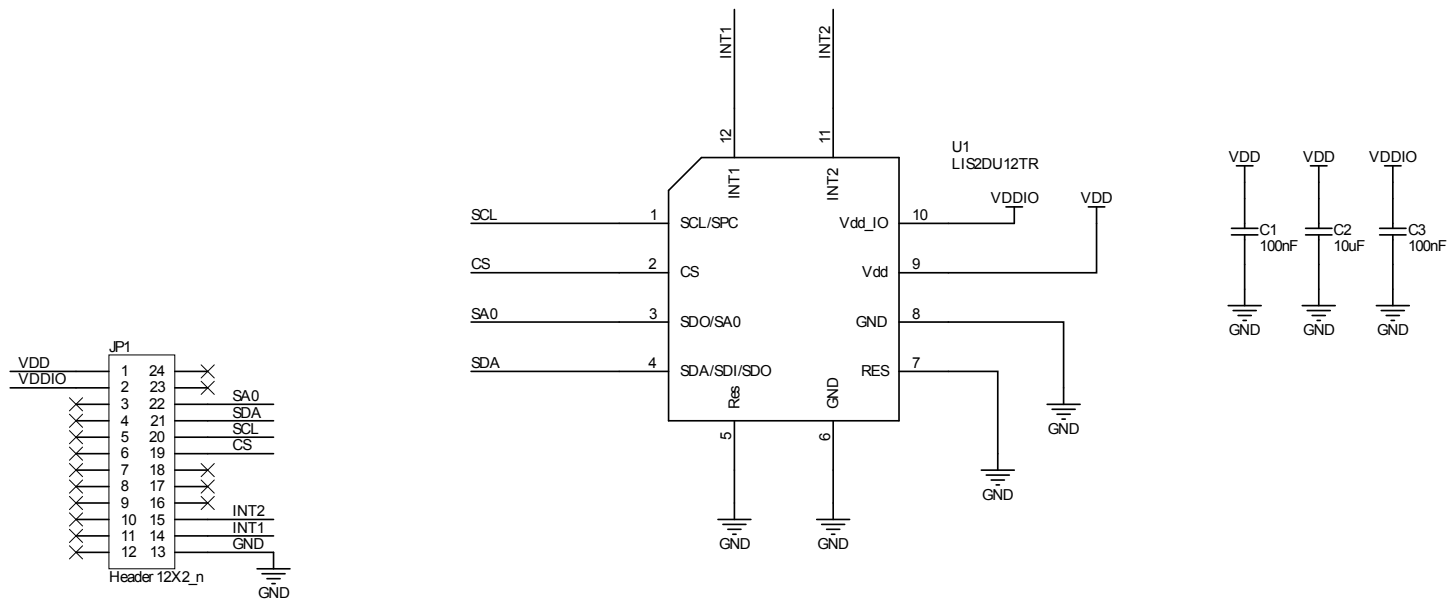 INT1
INT2
12
11
U1
LIS2DU12TR
INT1
INT2
VDDIO
VDD
SCL
1
SCL/SPC
Vdd_IO
10
CS
2
CS
Vdd
9
SA0
3
SDO/SA0
GND
8
SDA
4
SDA/SDI/SDO
RES
7
Res
GND
5
6
GND
GND
GND
GND
VDD
VDD
VDDIO
C1
100nF
C2
10uF
C3
100nF
GND
GND
GND
JP1
VDD 1 24
VDDIO 2 23
3 22 SA0
4 21 SDA
5 20 SCL
6 19 CS
7 18
8 17
9 16
10 15 INT2
11 14 INT1
12 13 GND
Header 12X2_n
GND